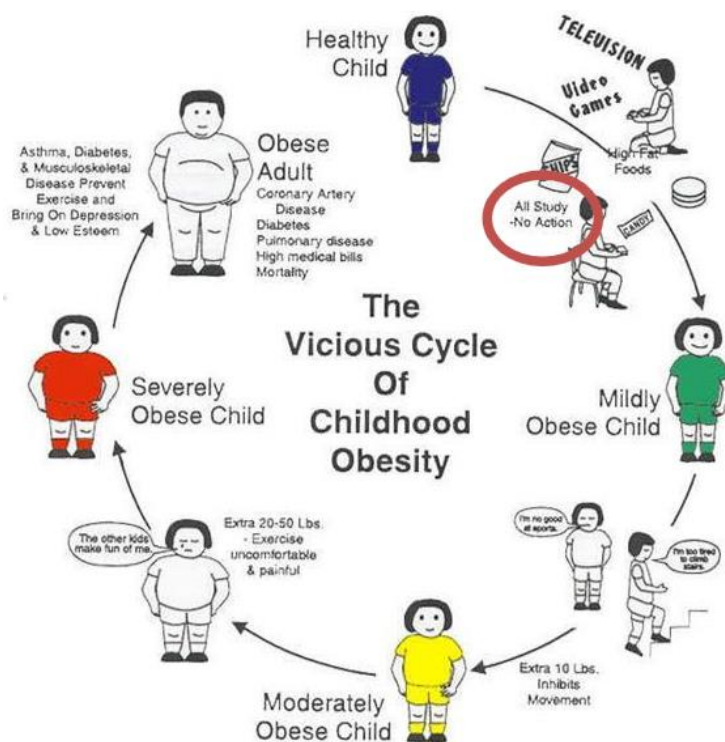 Healthy
Child
TELEVISION
Video
Games
High Fat
Foods
CHIPS
All Study
-No Action
CANDY
Mildly
Obese Child
I'm no good
at sports.
I'm too tired
to climb
stairs.
Extra 10 Lbs.
Inhibits
Movement
Moderately
Obese Child
Extra 20-50 Lbs.
- Exercise
uncomfortable
& painful
The other kids
make fun of me.
Severely
Obese Child
Asthma, Diabetes,
& Musculoskeletal
Disease Prevent
Exercise and
Bring On Depression
& Low Esteem
Obese
Adult
Coronary Artery
Disease
Diabetes
Pulmonary disease
High medical bills
Mortality
The
Vicious Cycle
Of
Childhood
Obesity